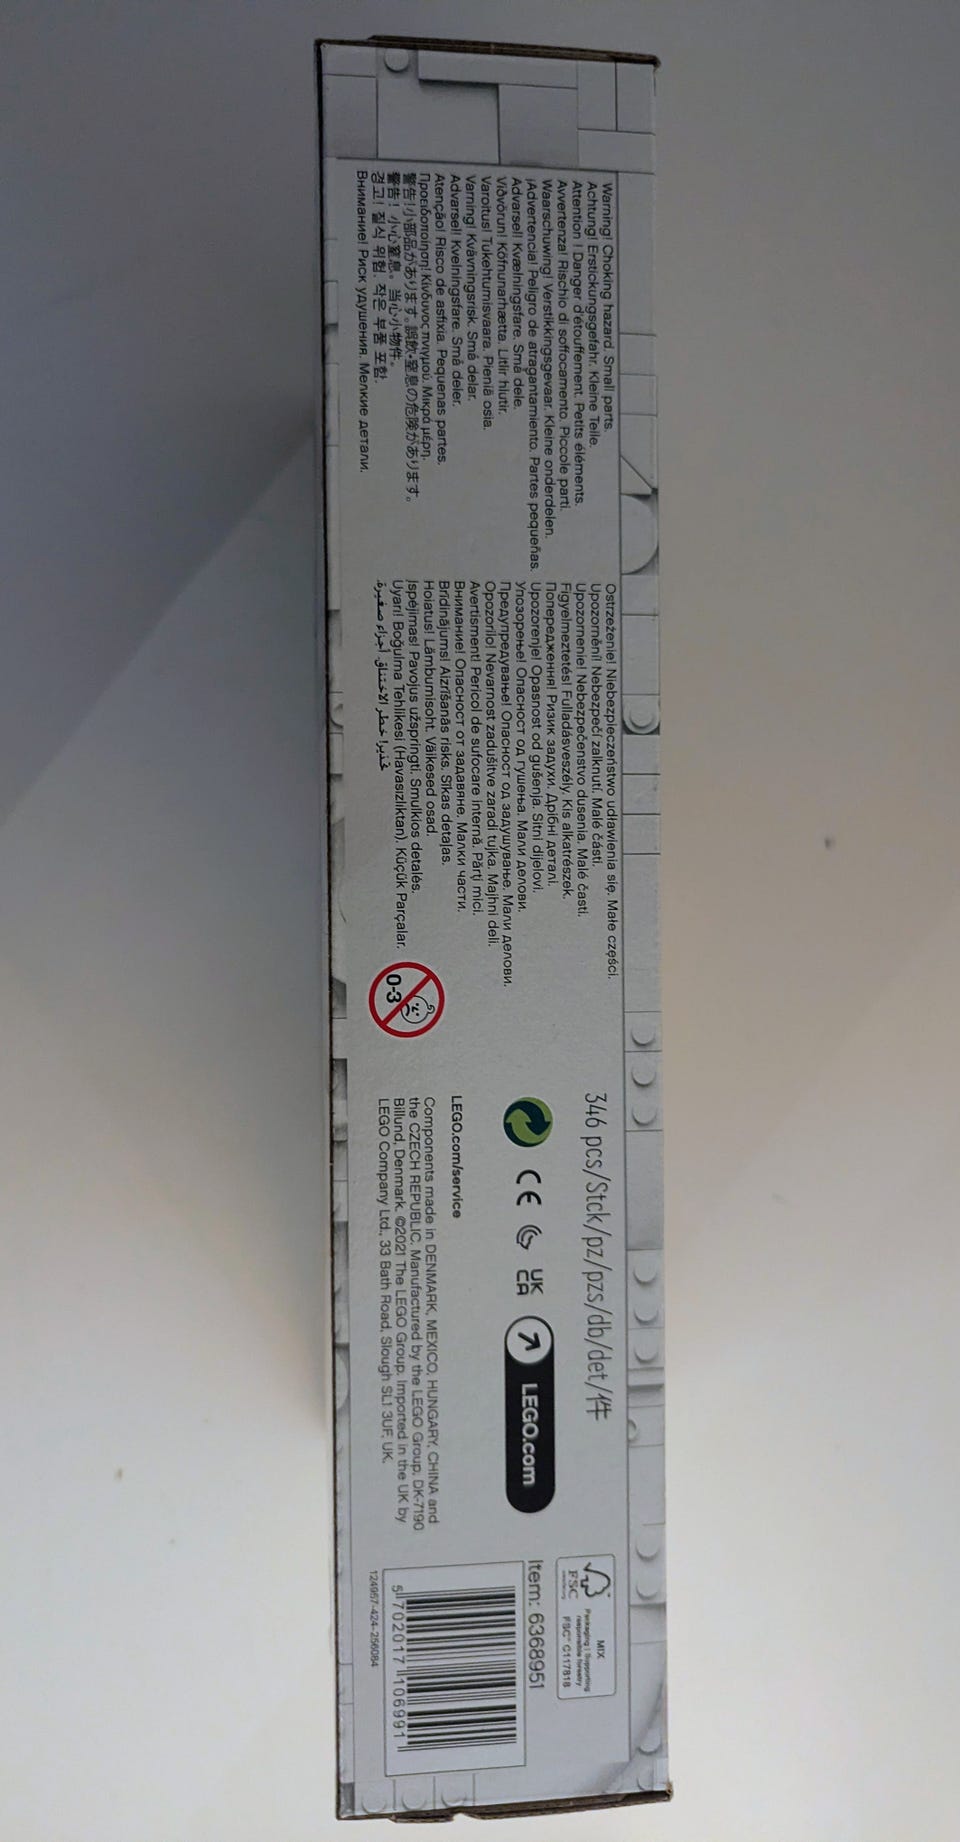 Warning! Choking hazard. Small parts.
Achtung! Erstickungsgefahr. Kleine Teile.
Attention ! Danger d'étouffement. Petits éléments.
Avvertenza! Rischio di soffocamento. Piccole parti.
Waarschuwing! Verstikkingsgevaar. Kleine onderdelen.
¡Advertencia! Peligro de atragantamiento. Partes pequeñas.
Advarsel! Kvælningsfare. Små dele.
Viðvörun! Köfnunarhætta. Litlir hlutir.
Varoitus! Tukehtumisvaara. Pieniä osia.
Varning! Kvävningsrisk. Små delar.
Advarsel! Kvelningsfare. Små deler.
Atenção! Risco de asfixia. Pequenas partes.
Προειδοποίηση! Κίνδυνος πνιγμού. Μικρά μέρη.
警告! 小部品があります。誤飲・窒息の危険があります。
警告! 小心窒息。当心小物件。
경고! 질식 위험. 작은 부품 포함.
Внимание! Риск удушения. Мелкие детали.
Ostrzeżenie! Niebezpieczeństwo udławienia się. Małe części.
Upozornění! Nebezpečí zalknutí. Malé části.
Upozornenie! Nebezpečenstvo dusenia. Malé časti.
Figyelmeztetés! Fulladásveszély. Kis alkatrészek.
Попередження! Ризик задухи. Дрібні деталі.
Upozorenje! Opasnost od gušenja. Sitni dijelovi.
Упозорење! Опасност од гушења. Мали делови.
Предупредување! Опасност од задушување. Мали делови.
Opozorilo! Nevarnost zadušitve zaradi tujka. Majhni deli.
Avertisment! Pericol de sufocare internă. Părți mici.
Внимание! Опасност от задавяне. Малки части.
Brīdinājums! Aizrīšanās risks. Sīkas detaļas.
Hoiatus! Lämbumisoht. Väikesed osad.
Įspėjimas! Pavojus užspringti. Smulkios detalės.
Uyarı! Boğulma Tehlikesi (Havasızlıktan). Küçük Parçalar.
تحذير! خطر الاختناق. أجزاء صغيرة.
0-3
346 pcs/Stck/pz/pzs/db/det/件
CE UK CA LEGO.com
LEGO.com/service
Components made in DENMARK, MEXICO, HUNGARY, CHINA and
the CZECH REPUBLIC. Manufactured by the LEGO Group, DK-7190
Billund, Denmark. ©2021 The LEGO Group. Imported in the UK by
LEGO Company Ltd., 33 Bath Road, Slough SL1 3UF, UK.
FSC
MIX
Packaging | Supporting
responsible forestry
FSC™ C117818
Item: 6368951
5 702017 106991
124967-424-256084